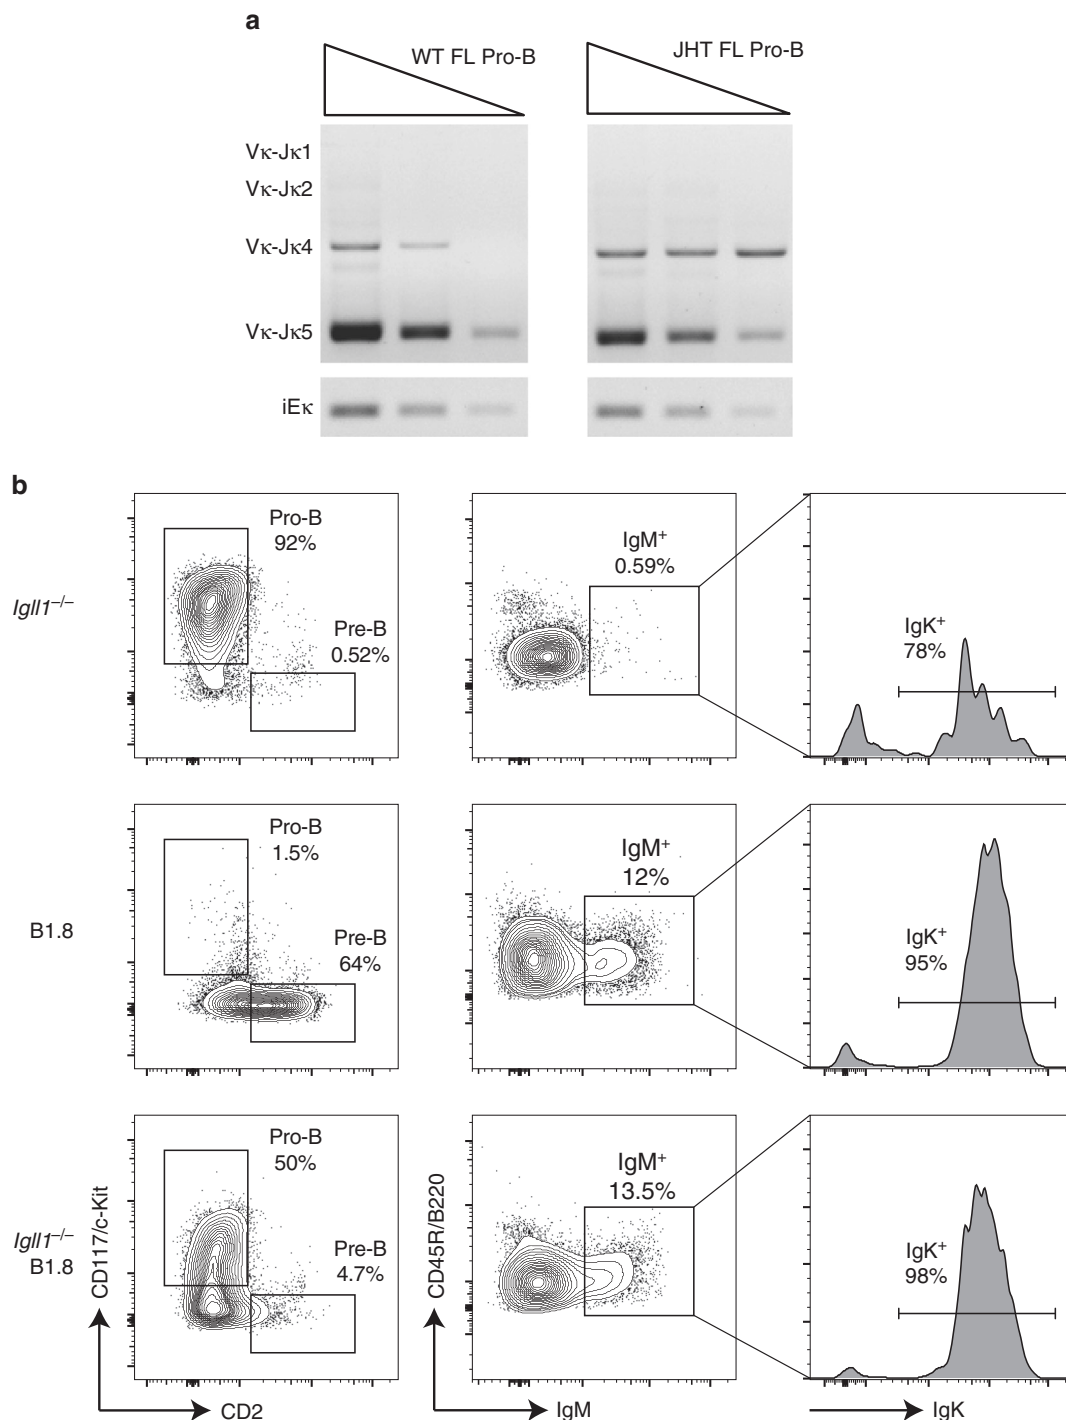 a
WT FL Pro-B
JHT FL Pro-B
Vκ-Jκ1
Vκ-Jκ2
Vκ-Jκ4
Vκ-Jκ5
iEκ
b
Igll1⁻/⁻
Pro-B
92%
Pre-B
0.52%
IgM⁺
0.59%
IgK⁺
78%
B1.8
Pro-B
1.5%
Pre-B
64%
IgM⁺
12%
IgK⁺
95%
Igll1⁻/⁻
B1.8
Pro-B
50%
Pre-B
4.7%
IgM⁺
13.5%
IgK⁺
98%
CD117/c-Kit
CD2
CD45R/B220
IgM
IgK